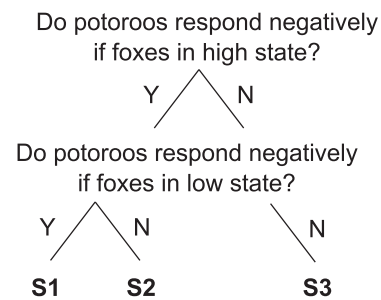 Do potoroos respond negatively
if foxes in high state?
Y N
Do potoroos respond negatively
if foxes in low state?
Y N N
S1 S2 S3